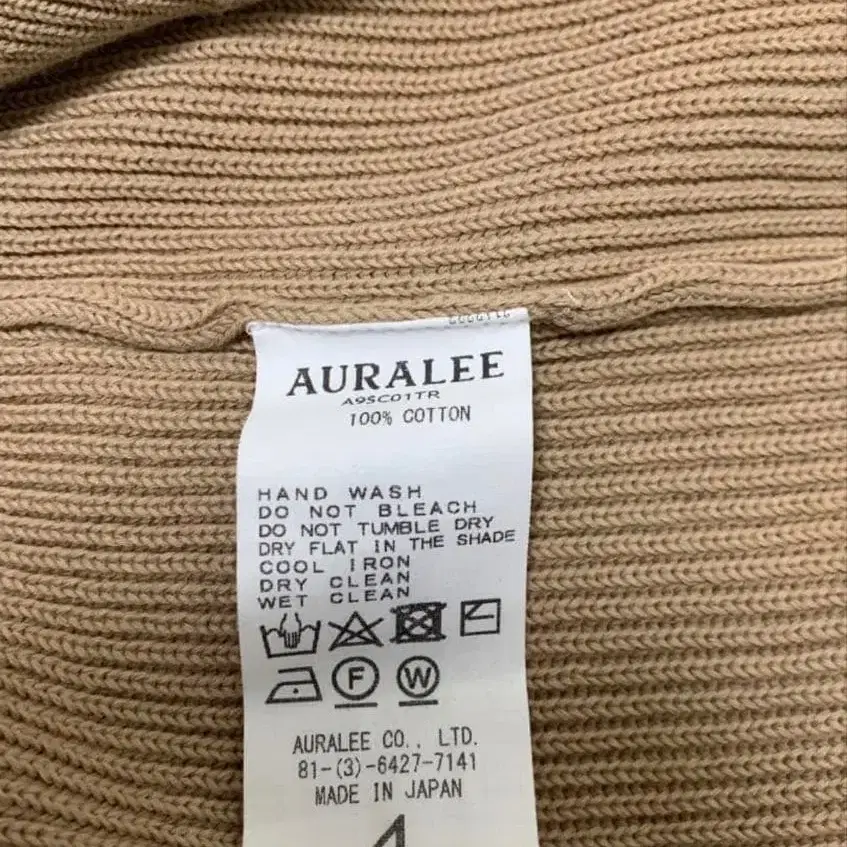 AURALEE
A9SC01TR
100% COTTON
HAND WASH
DO NOT BLEACH
DO NOT TUMBLE DRY
DRY FLAT IN THE SHADE
COOL IRON
DRY CLEAN
WET CLEAN
F W
AURALEE CO., LTD.
81-(3)-6427-7141
MADE IN JAPAN